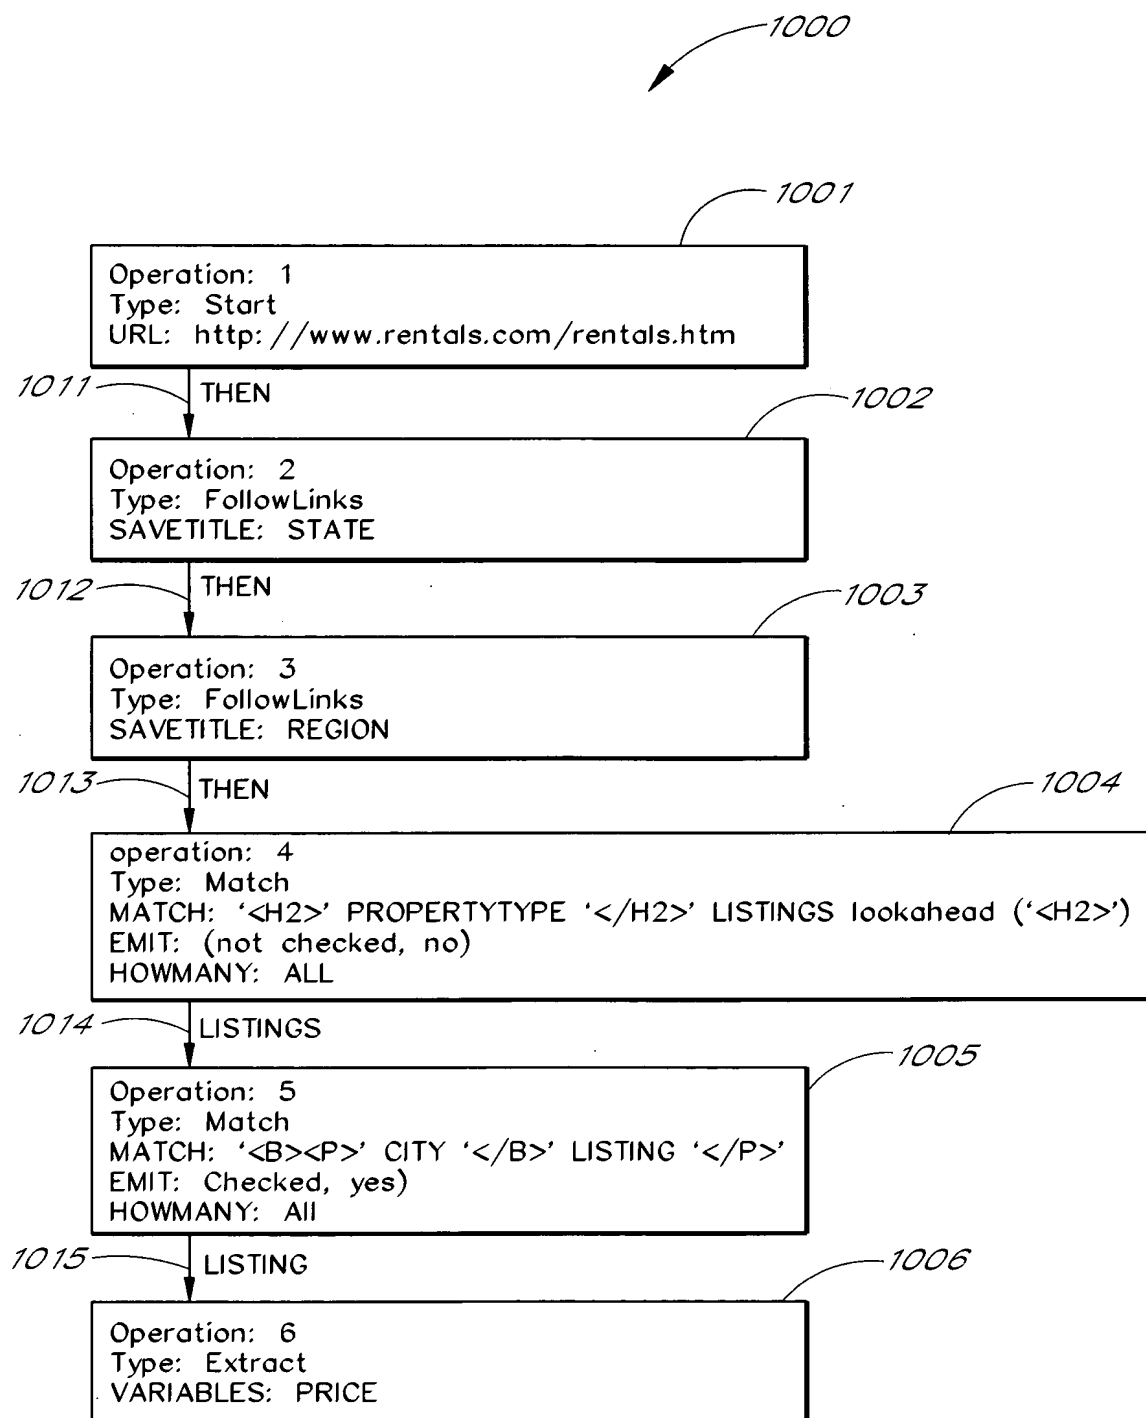 1000
1001
Operation: 1
Type: Start
URL: http://www.rentals.com/rentals.htm
1011 THEN
1002
Operation: 2
Type: FollowLinks
SAVETITLE: STATE
1012 THEN
1003
Operation: 3
Type: FollowLinks
SAVETITLE: REGION
1013 THEN
1004
operation: 4
Type: Match
MATCH: ‘<H2>’ PROPERTYTYPE ‘</H2>’ LISTINGS lookahead (‘<H2>’)
EMIT: (not checked, no)
HOWMANY: ALL
1014 LISTINGS
1005
Operation: 5
Type: Match
MATCH: ‘<B><P>’ CITY ‘</B>’ LISTING ‘</P>’
EMIT: Checked, yes)
HOWMANY: All
1015 LISTING
1006
Operation: 6
Type: Extract
VARIABLES: PRICE